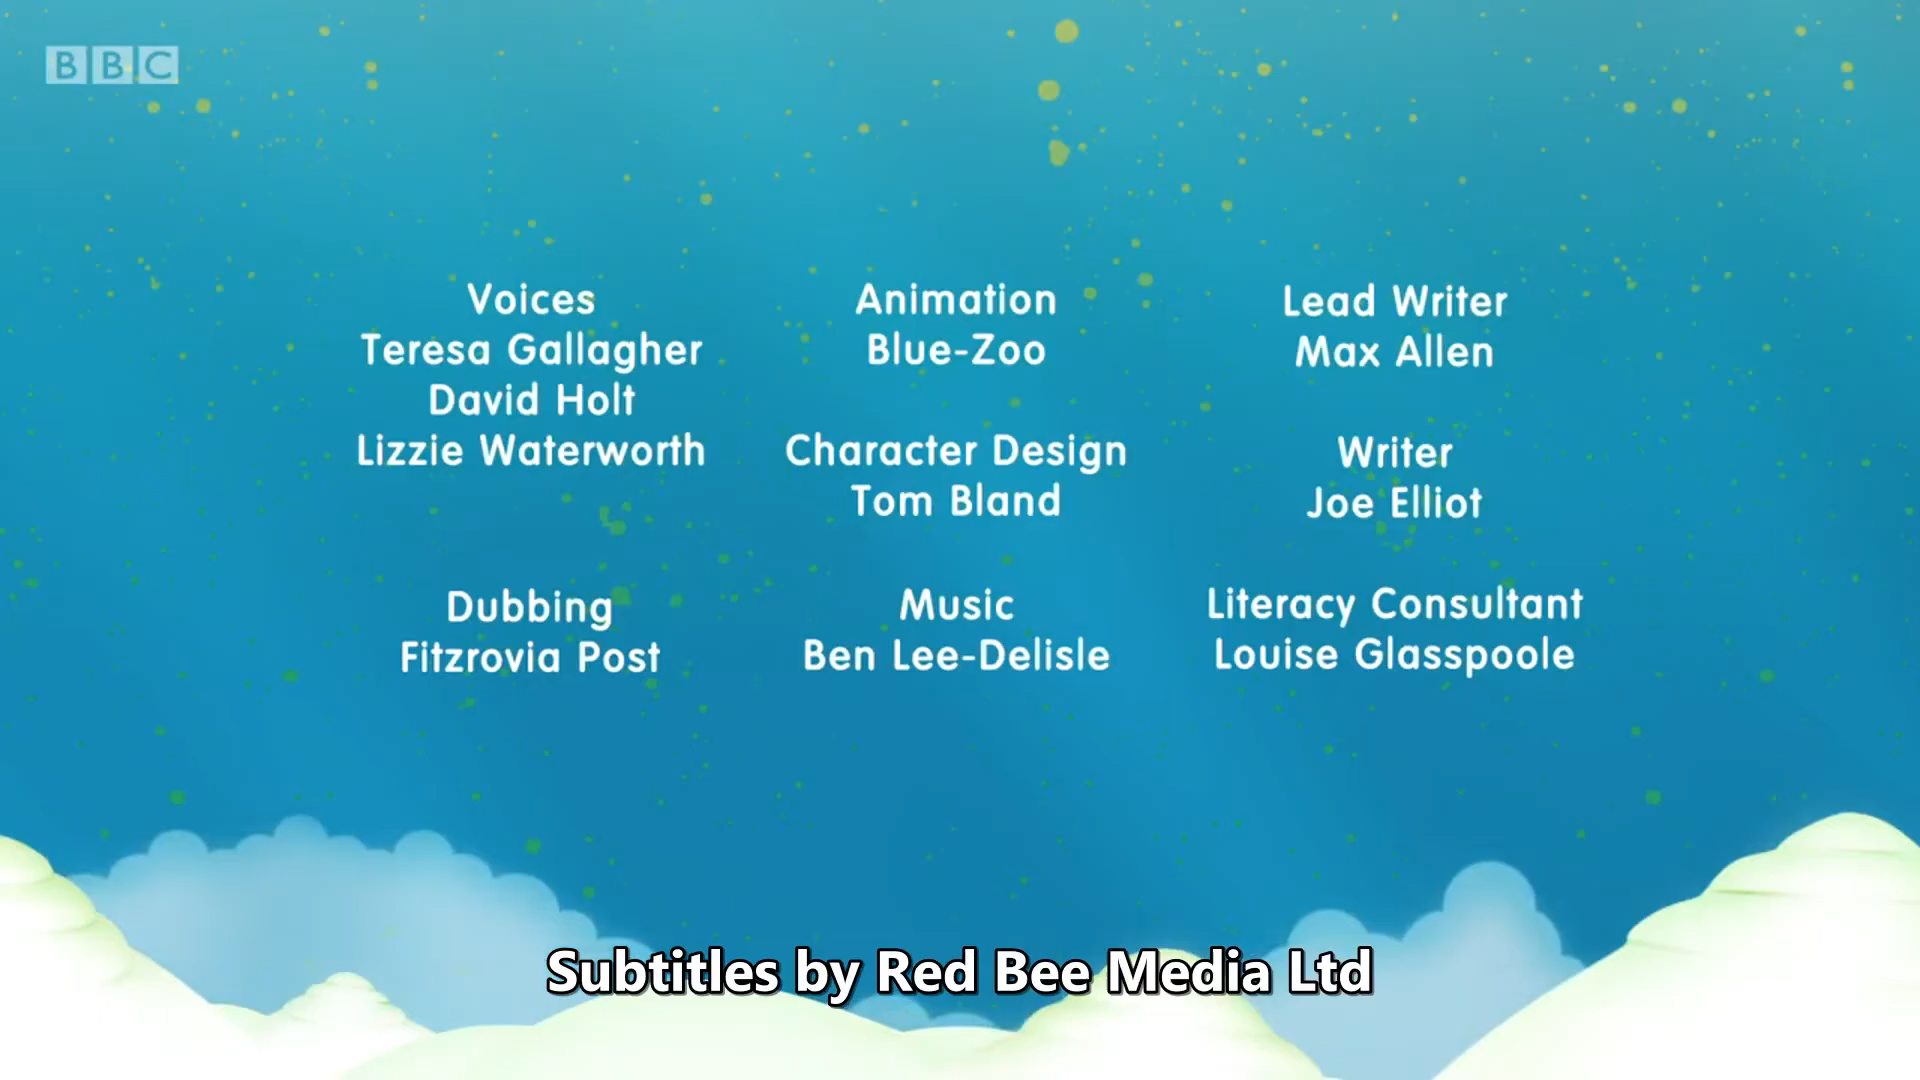 BBC
Voices
Teresa Gallagher
David Holt
Lizzie Waterworth
Dubbing
Fitzrovia Post
Animation
Blue-Zoo
Character Design
Tom Bland
Music
Ben Lee-Delisle
Lead Writer
Max Allen
Writer
Joe Elliot
Literacy Consultant
Louise Glasspoole
Subtitles by Red Bee Media Ltd